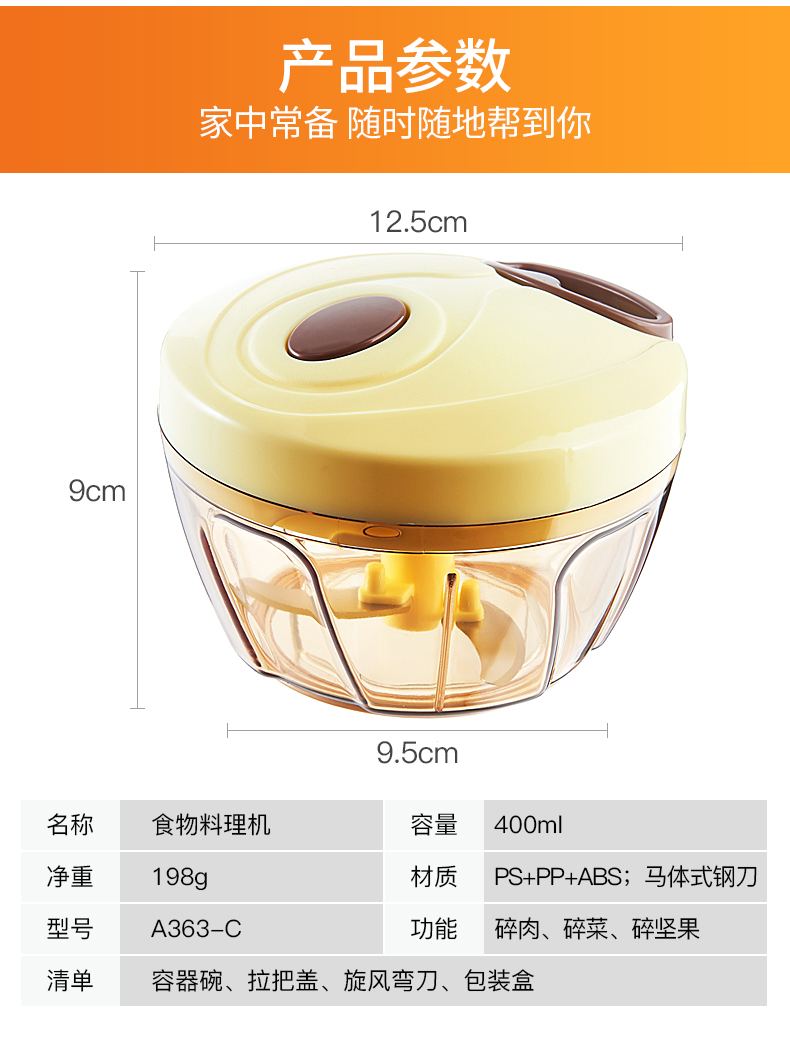 产品参数
家中常备 随时随地帮到你
12.5cm
9cm
9.5cm
名称 食物料理机 容量 400ml
净重 198g 材质 PS+PP+ABS；马体式钢刀
型号 A363-C 功能 碎肉、碎菜、碎坚果
清单 容器碗、拉把盖、旋风弯刀、包装盒